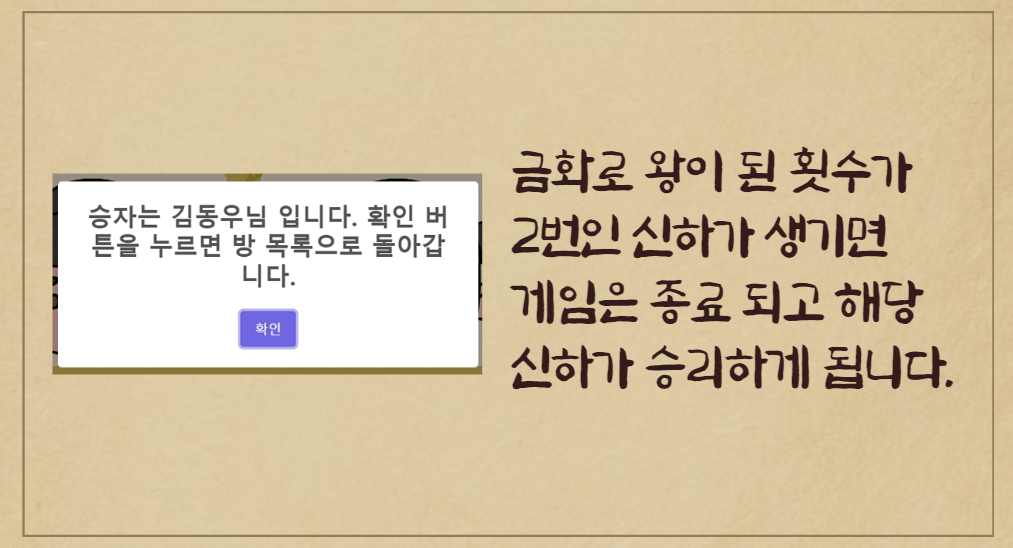 승자는 김동우님 입니다. 확인 버
튼을 누르면 방 목록으로 돌아갑
니다.
확인
금화로 왕이 된 횟수가
2번인 신하가 생기면
게임은 종료 되고 해당
신하가 승리하게 됩니다.